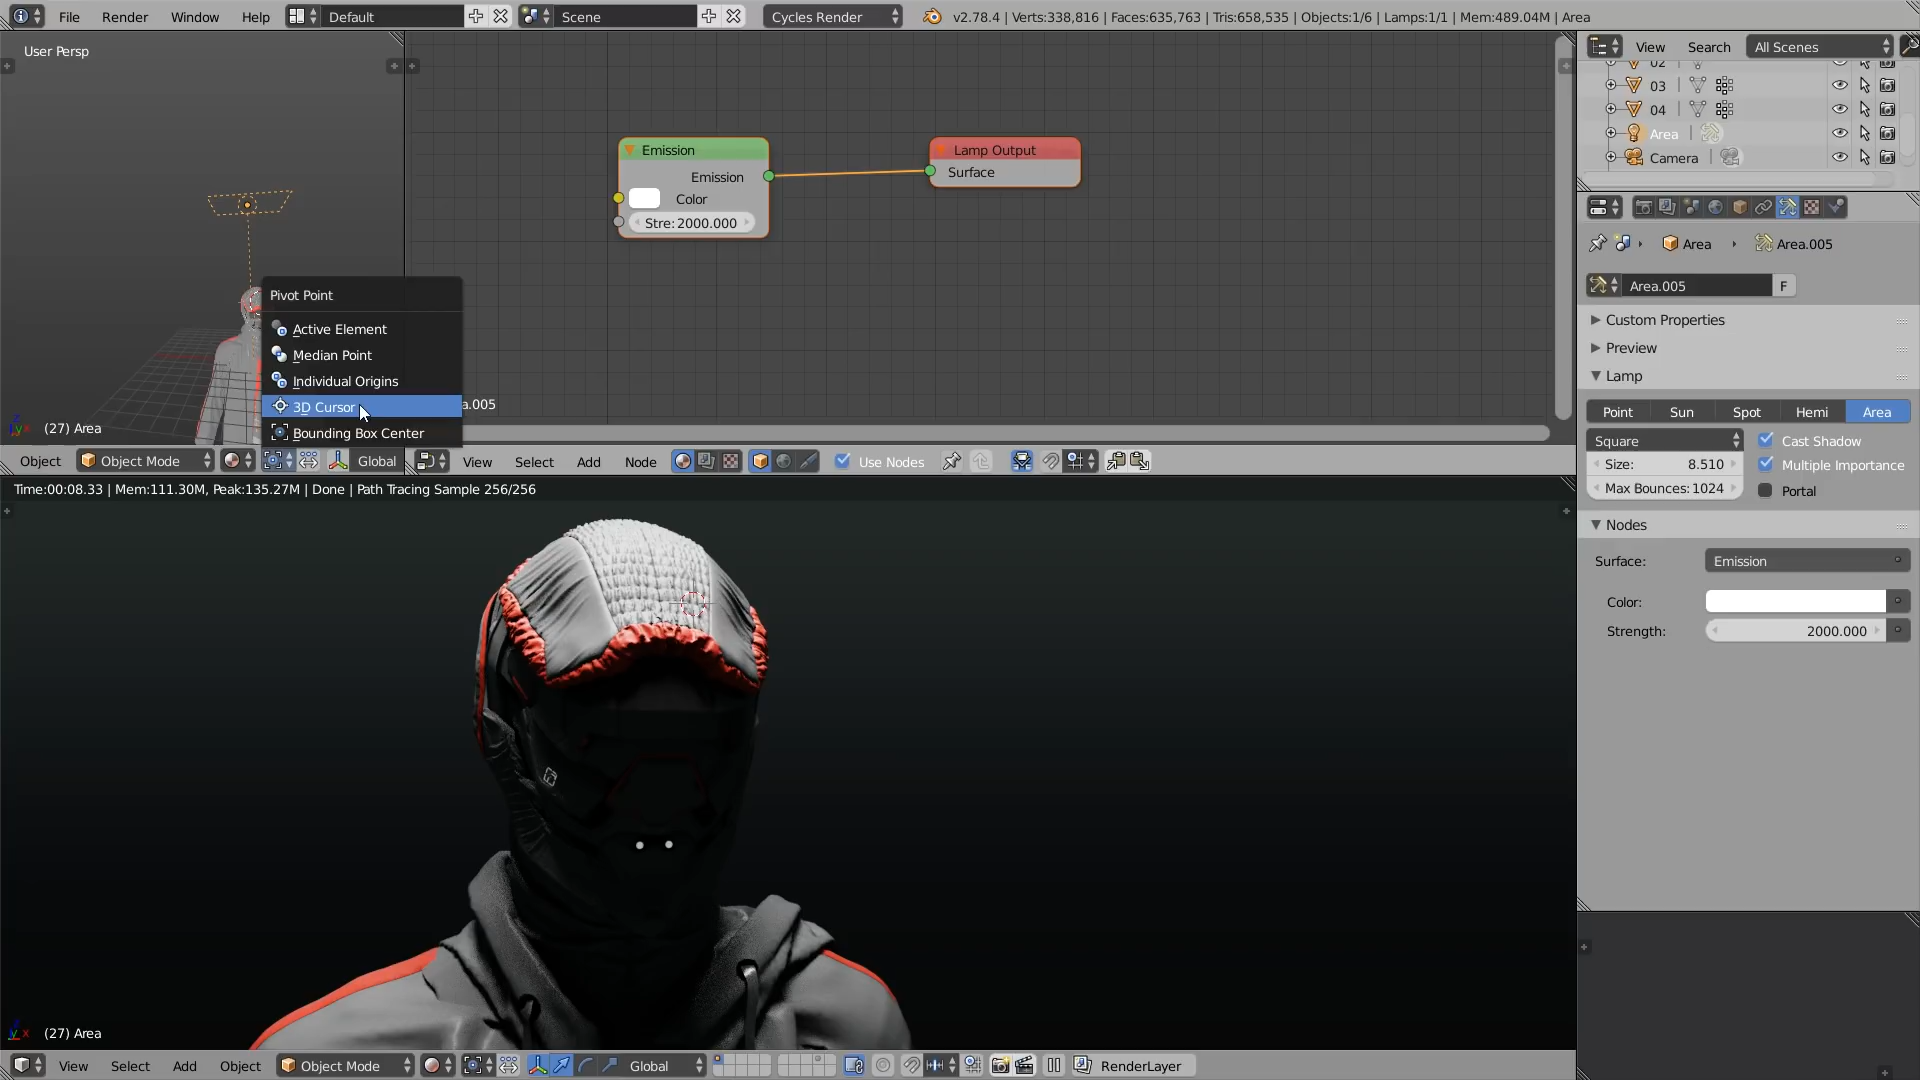 File Render Window Help Default Scene Cycles Render v2.78.4 | Verts:338,816 | Faces:635,763 | Tris:658,535 | Objects:1/6 | Lamps:1/1 | Mem:489.04M | Area
User Persp
View Search All Scenes
02
03
04
Area
Camera
Emission
Emission
Color
Stre: 2000.000
Lamp Output
Surface
Area Area.005
Area.005 F
Custom Properties
Preview
Lamp
Point Sun Spot Hemi Area
Square Cast Shadow
Size: 8.510 Multiple Importance
Max Bounces: 1024 Portal
Nodes
Surface: Emission
Color:
Strength: 2000.000
Pivot Point
Active Element
Median Point
Individual Origins
3D Cursor
Bounding Box Center
a.005
(27) Area
Object Object Mode Global View Select Add Node Use Nodes
Time:00:08.33 | Mem:111.30M, Peak:135.27M | Done | Path Tracing Sample 256/256
(27) Area
View Select Add Object Object Mode Global RenderLayer